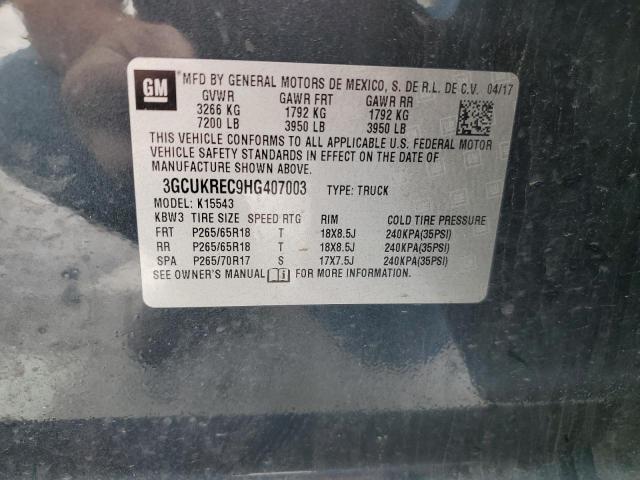 GM
MFD BY GENERAL MOTORS DE MEXICO, S. DE R.L. DE C.V. 04/17
GVWR GAWR FRT GAWR RR
3266 KG 1792 KG 1792 KG
7200 LB 3950 LB 3950 LB
THIS VEHICLE CONFORMS TO ALL APPLICABLE U.S. FEDERAL MOTOR
VEHICLE SAFETY STANDARDS IN EFFECT ON THE DATE OF
MANUFACTURE SHOWN ABOVE.
3GCUKREC9HG407003 TYPE: TRUCK
MODEL: K15543
KBW3 TIRE SIZE SPEED RTG RIM COLD TIRE PRESSURE
FRT P265/65R18 T 18X8.5J 240KPA(35PSI)
RR P265/65R18 T 18X8.5J 240KPA(35PSI)
SPA P265/70R17 S 17X7.5J 240KPA(35PSI)
SEE OWNER'S MANUAL FOR MORE INFORMATION.